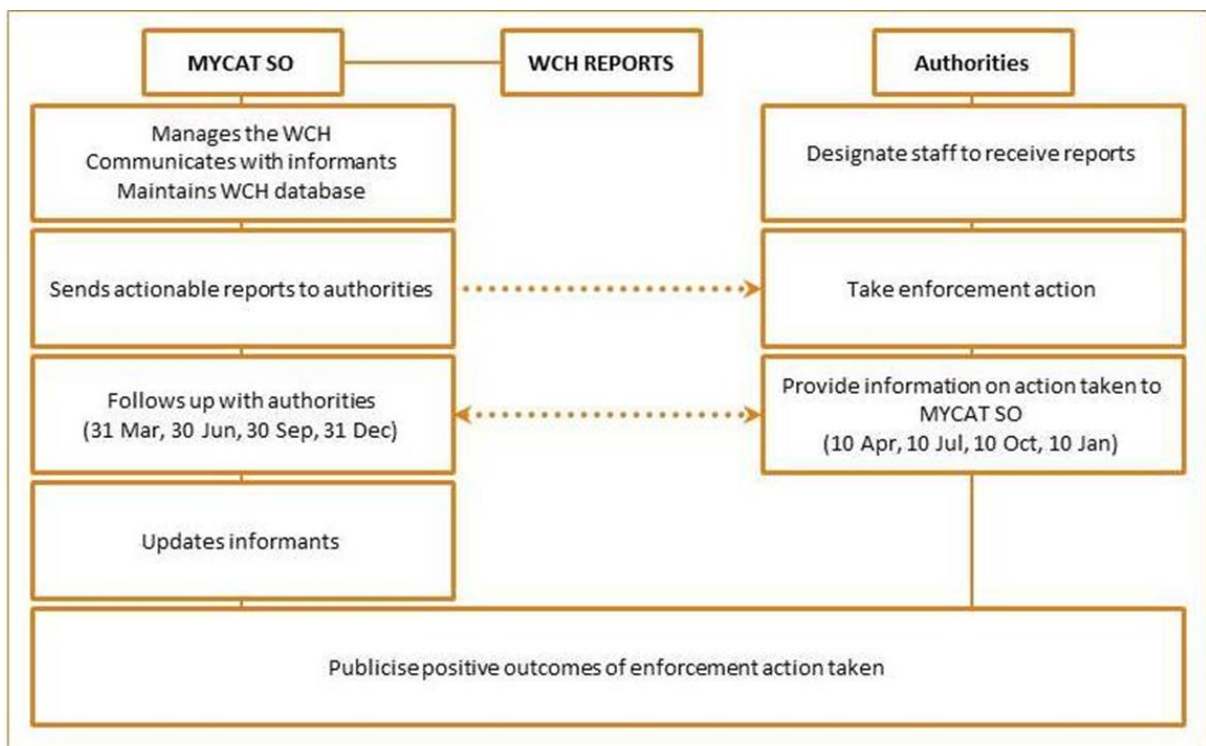 MYCAT SO
WCH REPORTS
Authorities
Manages the WCH
Communicates with informants
Maintains WCH database
Designate staff to receive reports
Sends actionable reports to authorities
Take enforcement action
Follows up with authorities
(31 Mar, 30 Jun, 30 Sep, 31 Dec)
Provide information on action taken to
MYCAT SO
(10 Apr, 10 Jul, 10 Oct, 10 Jan)
Updates informants
Publicise positive outcomes of enforcement action taken